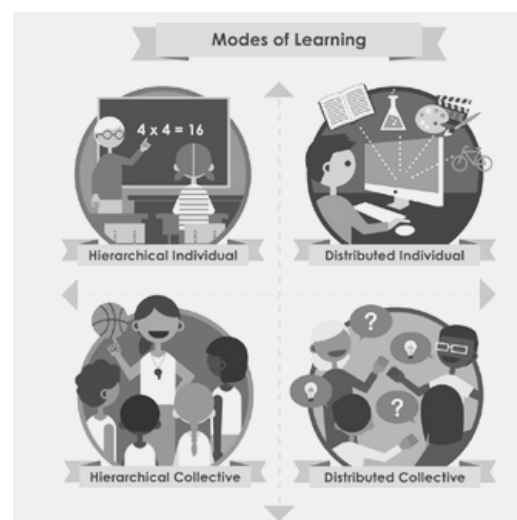 Modes of Learning
4 x 4 = 16
Hierarchical Individual
Distributed Individual
?
?
Hierarchical Collective
Distributed Collective